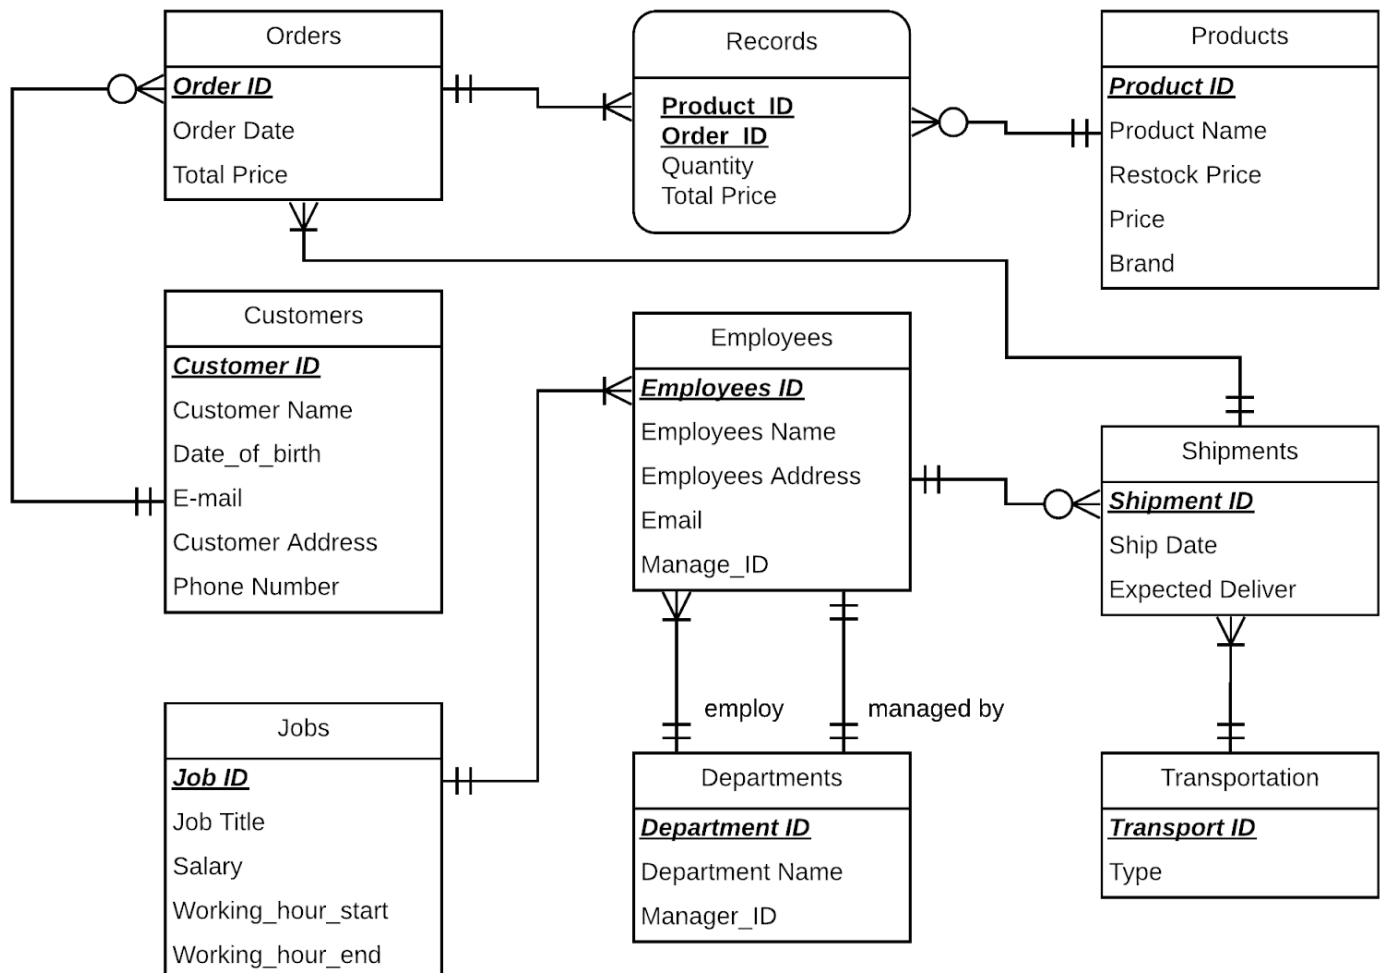 Orders
Order ID
Order Date
Total Price
Records
Product_ID
Order_ID
Quantity
Total Price
Products
Product ID
Product Name
Restock Price
Price
Brand
Customers
Customer ID
Customer Name
Date_of_birth
E-mail
Customer Address
Phone Number
Employees
Employees ID
Employees Name
Employees Address
Email
Manage_ID
Shipments
Shipment ID
Ship Date
Expected Deliver
employ
managed by
Jobs
Job ID
Job Title
Salary
Working_hour_start
Working_hour_end
Departments
Department ID
Department Name
Manager_ID
Transportation
Transport ID
Type